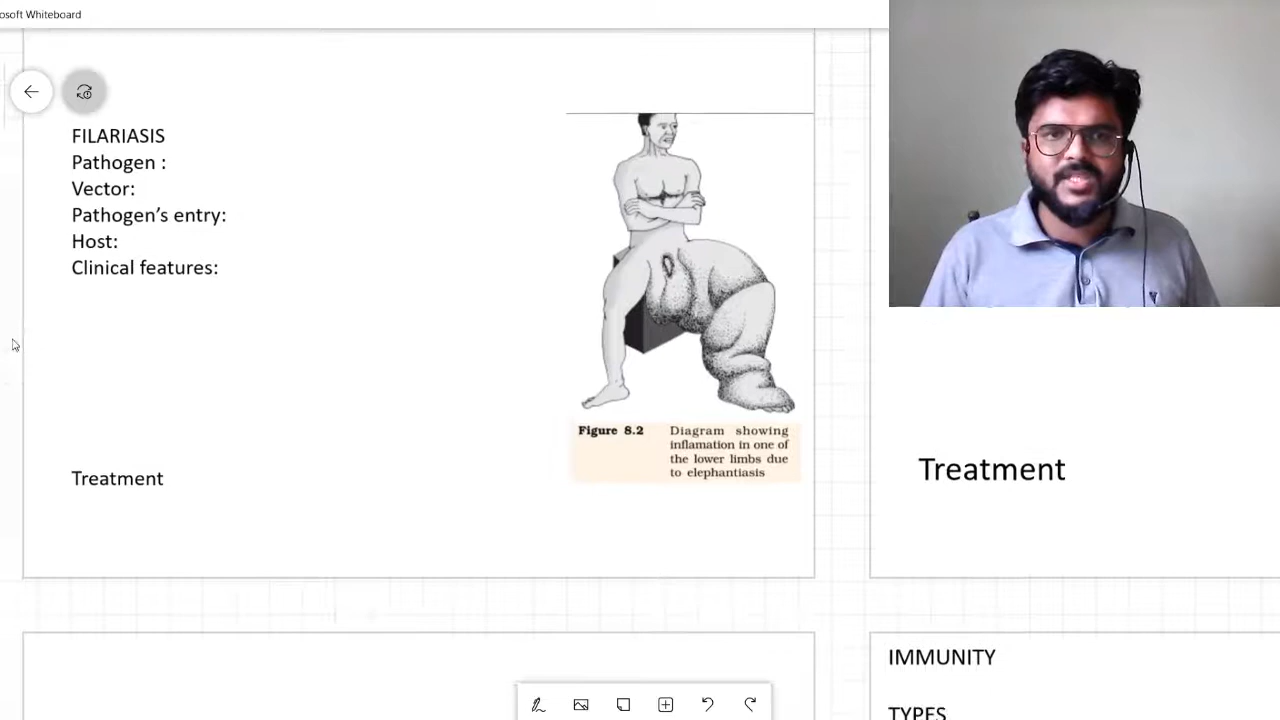 osoft Whiteboard
FILARIASIS
Pathogen :
Vector:
Pathogen’s entry:
Host:
Clinical features:
Treatment
Figure 8.2 Diagram showing
inflamation in one of
the lower limbs due
to elephantiasis
Treatment
IMMUNITY
TYPES